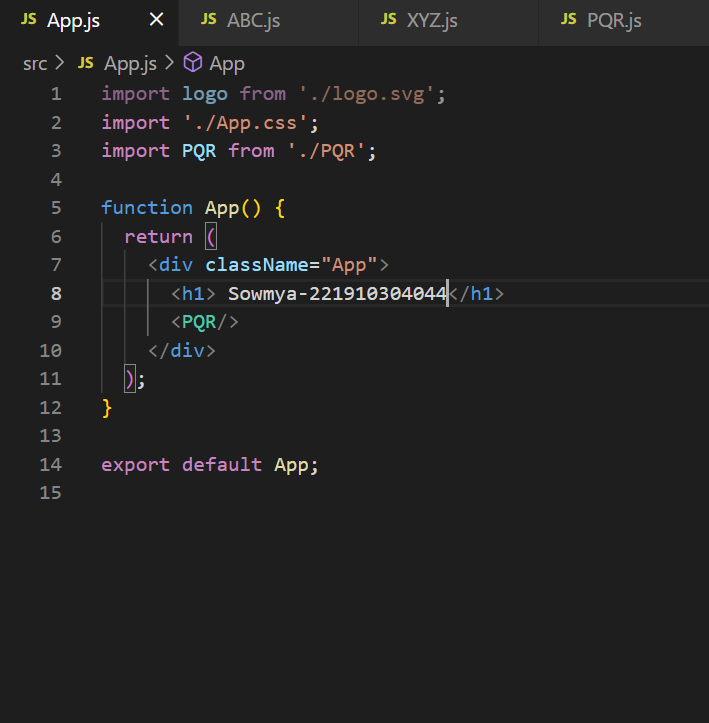 JS App.js × JS ABC.js JS XYZ.js JS PQR.js
src > JS App.js > App
1 import logo from './logo.svg';
2 import './App.css';
3 import PQR from './PQR';
4
5 function App() {
6 return (
7 <div className="App">
8 <h1> Sowmya-221910304044</h1>
9 <PQR/>
10 </div>
11 );
12 }
13
14 export default App;
15